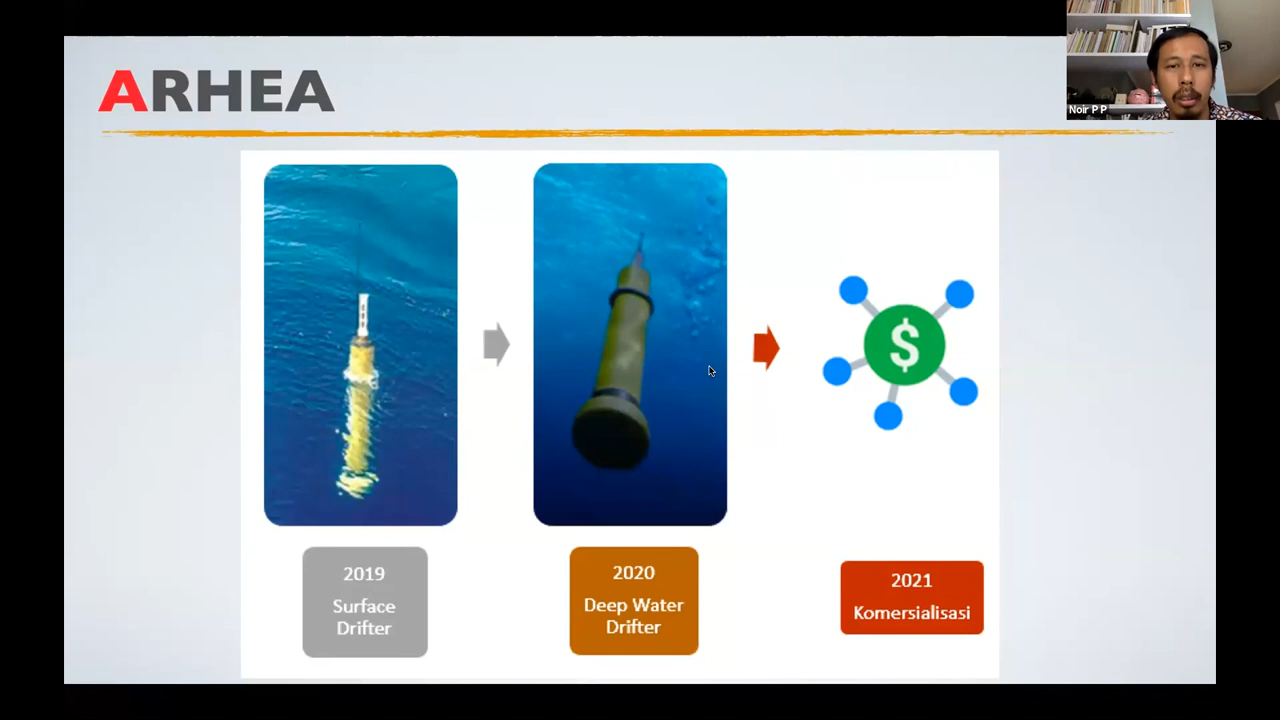 ARHEA
Noir P P
$
2019
Surface
Drifter
2020
Deep Water
Drifter
2021
Komersialisasi